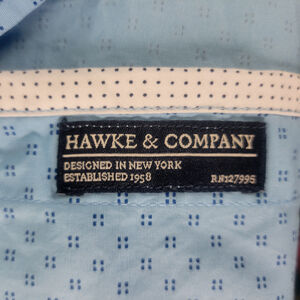 HAWKE & COMPANY
DESIGNED IN NEW YORK
ESTABLISHED 1958 RN127995